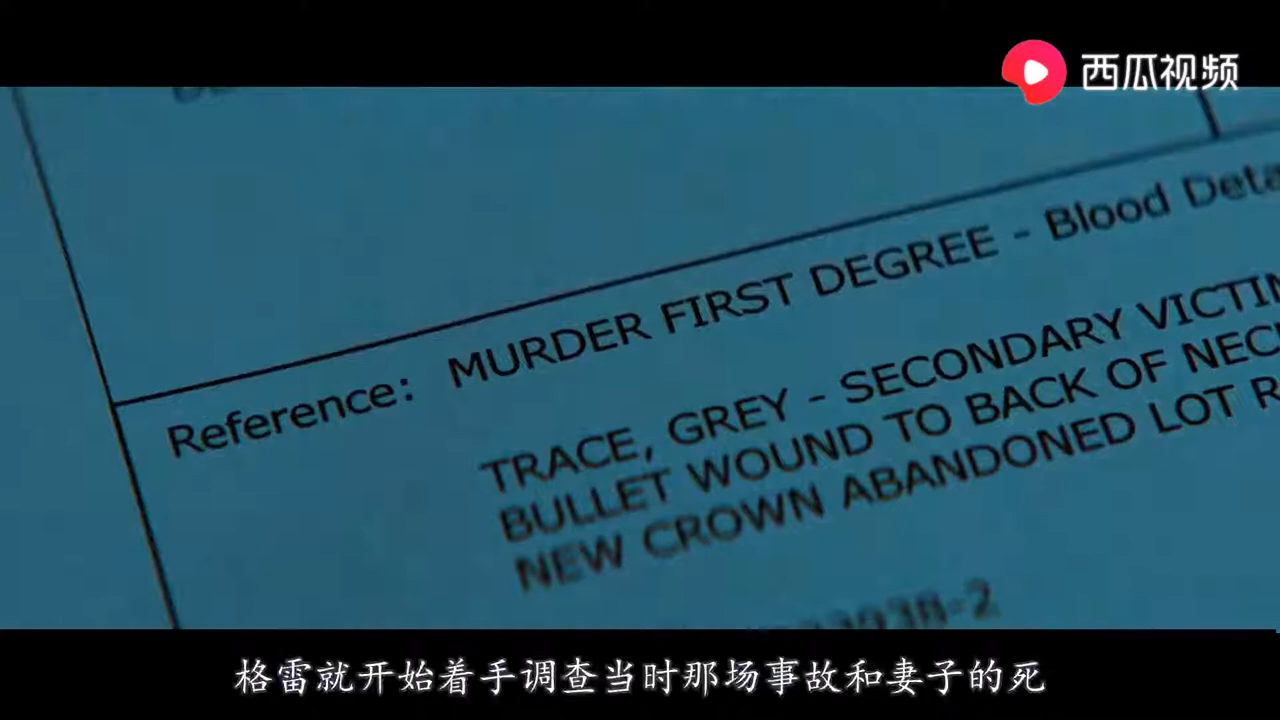 西瓜视频
Reference: MURDER FIRST DEGREE - Blood
TRACE, GREY - SECONDARY
BULLET WOUND TO BACK OF
NEW CROWN ABANDONED LOT
格雷就开始着手调查当时那场事故和妻子的死